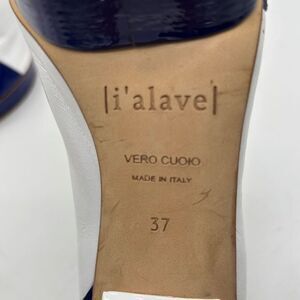 |i'alave|
VERO CUOIO
MADE IN ITALY
37